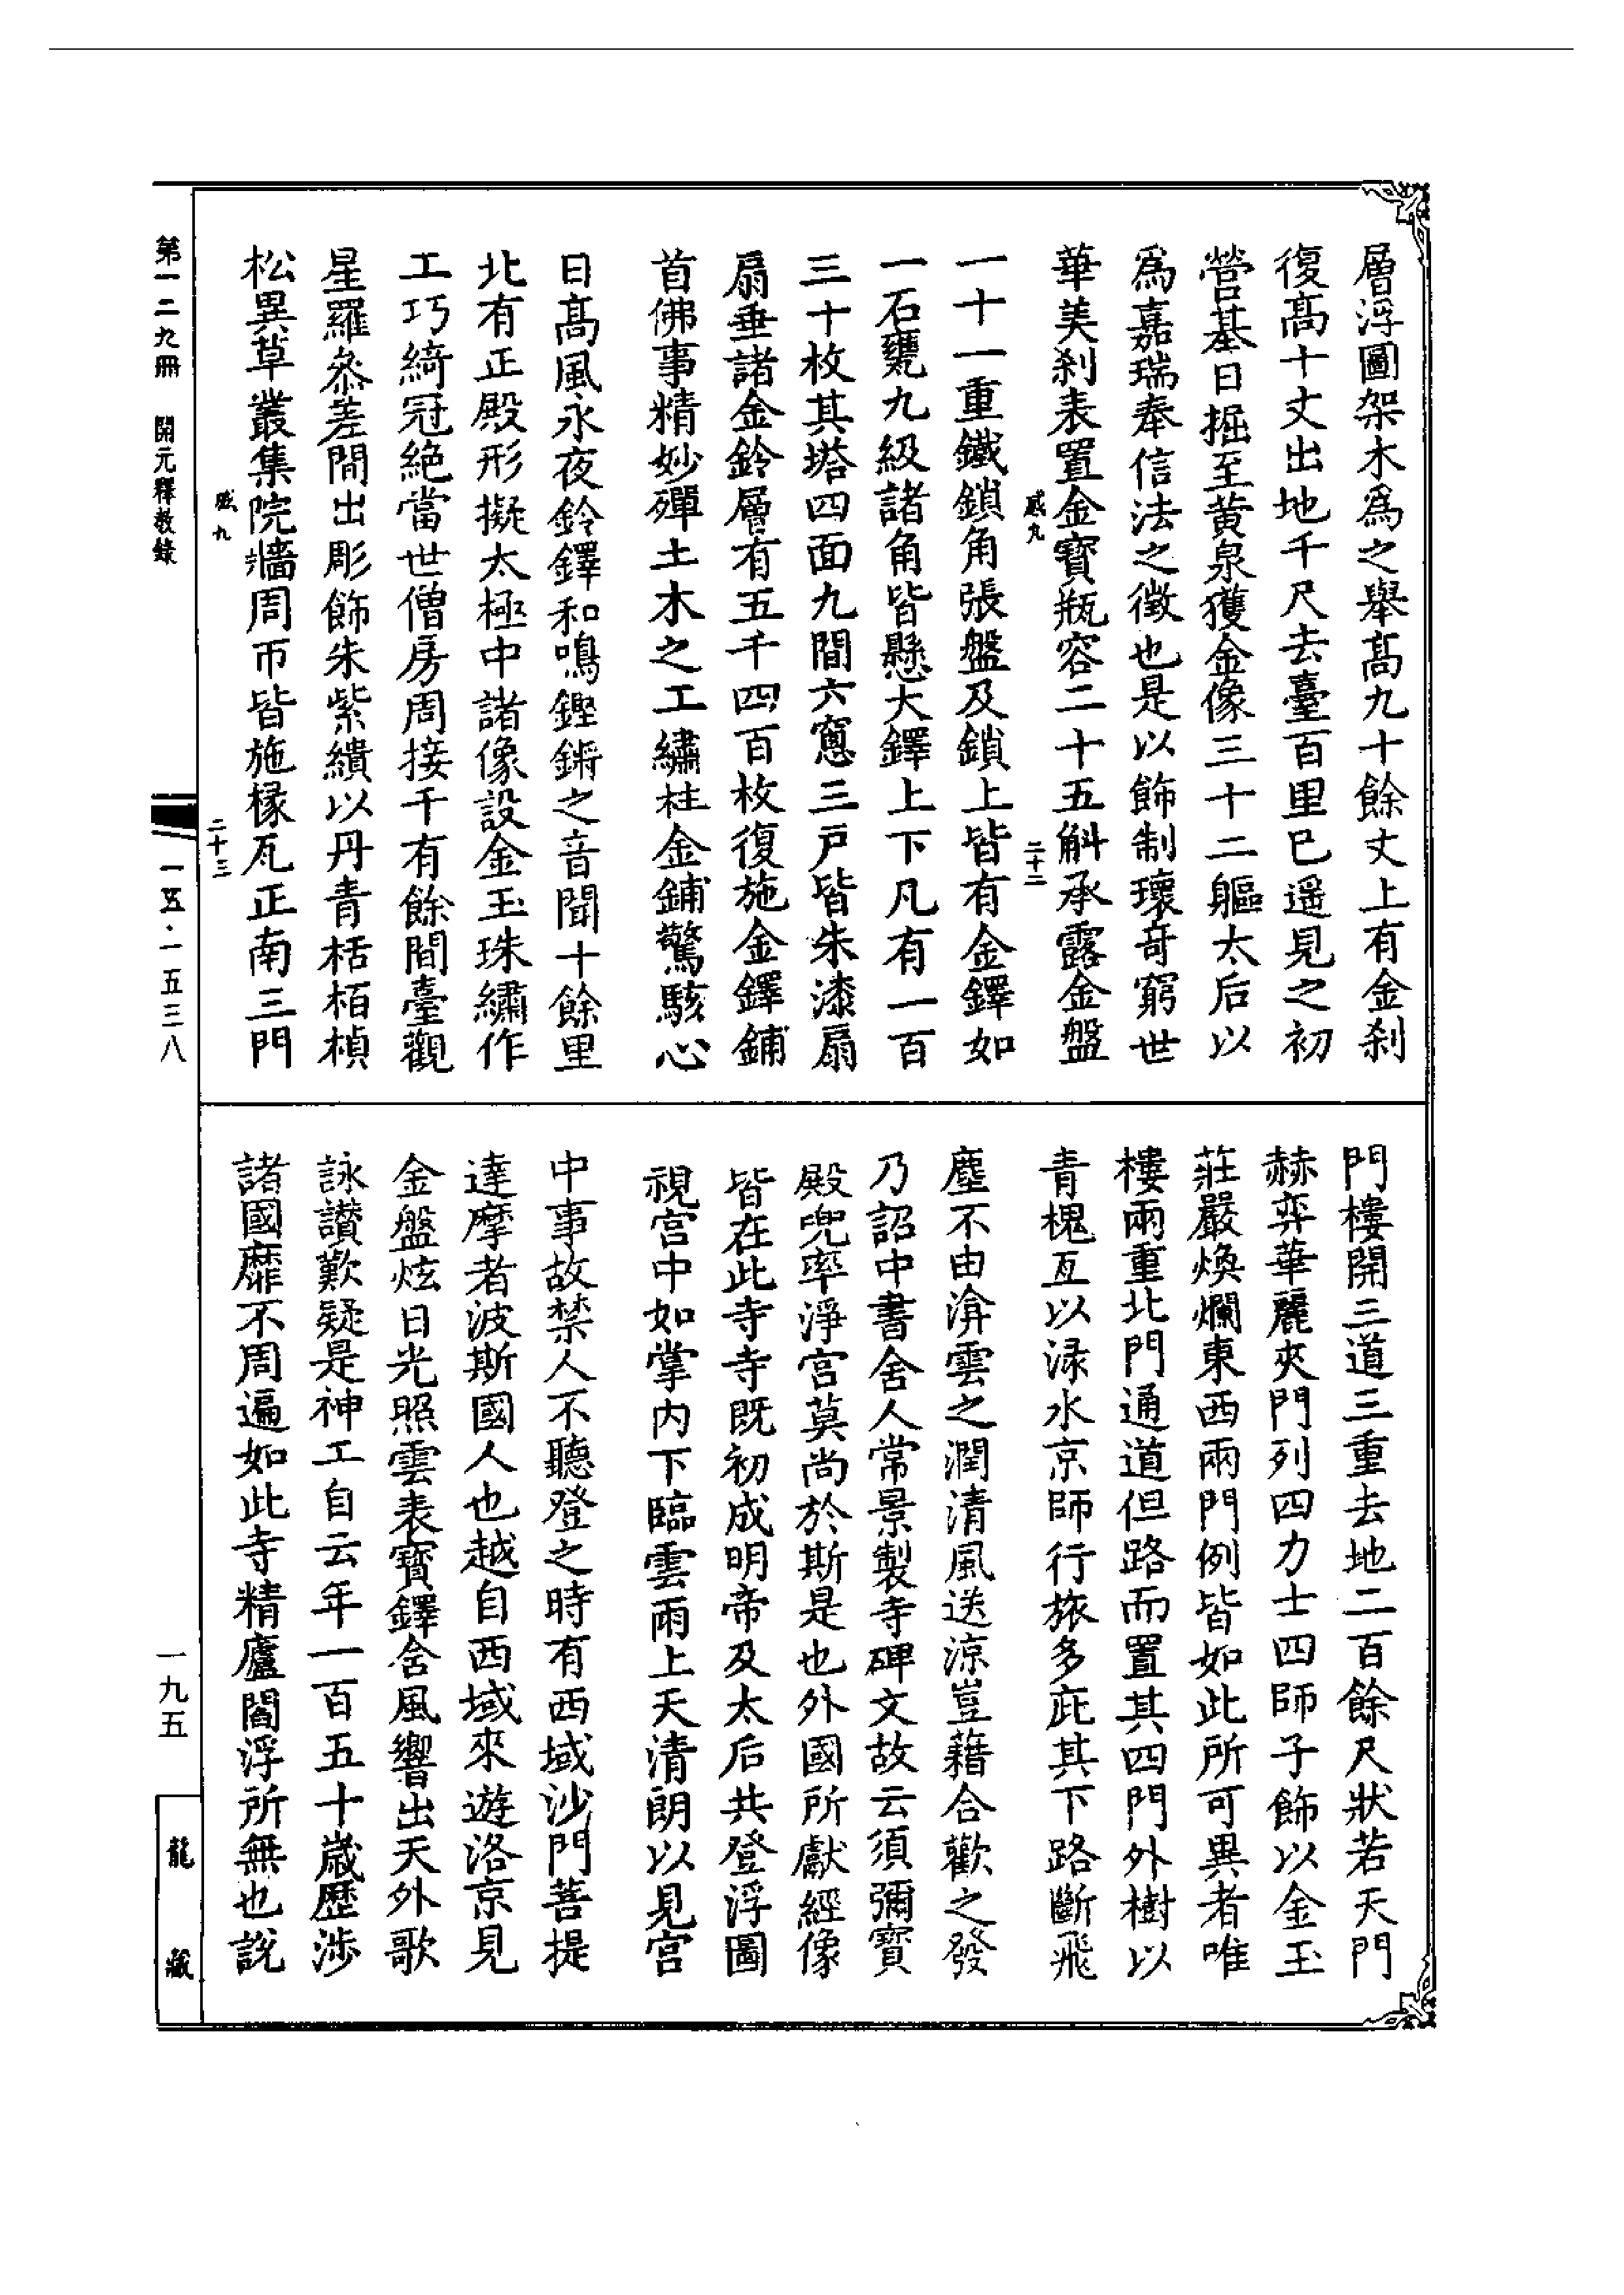 層浮圖架木為之舉高九十餘丈上有金剎
復高十丈出地千尺去臺百里已遥見之初
營基日掘至黃泉獲金像三十二軀太后以
為嘉瑞奉信法之徵也是以飾制瓌奇窮世
華美剎表置金寶瓶容二十五斛承露金盤
感九 二十二
一十一重鐵鎖角張盤及鎖上皆有金鐸如
一石甕九級諸角皆懸大鐸上下凡有一百
三十枚其塔四面九間六窻三戶皆朱漆扇
扇垂諸金鈴層有五千四百枚復施金鐸鋪
首佛事精妙殫土木之工繡柱金鋪驚駭心
日高風永夜鈴鐸和鳴鏗鏘之音聞十餘里
北有正殿形擬太極中諸像設金玉珠繡作
工巧綺冠絕當世僧房周接千有餘間臺觀
星羅叅差間出彫飾朱紫繢以丹青栝栢楨
松異草叢集院牆周帀皆施椽瓦正南三門
感九 二十三
門樓開三道三重去地二百餘尺狀若天門
赫弈華麗夾門列四力士四師子飾以金玉
莊嚴煥爛東西兩門例皆如此所可異者唯
樓兩重北門通道但路而置其四門外樹以
青槐亙以淥水京師行旅多庇其下路斷飛
塵不由渰雲之潤清風送涼豈藉合歡之發
乃詔中書舍人常景製寺碑文故云須彌寶
殿兜率淨宮莫尚於斯是也外國所獻經像
皆在此寺寺既初成明帝及太后共登浮圖
視宮中如掌內下臨雲雨上天清朗以見宮
中事故禁人不聽登之時有西域沙門菩提
達摩者波斯國人也越自西域來遊洛京見
金盤炫日光照雲表寶鐸含風響出天外歌
詠讚歎疑是神工自云年一百五十歲歷涉
諸國靡不周遍如此寺精廬閻浮所無也說
第一二九冊 開元釋教錄
一五·一五三八
一九五
龍藏